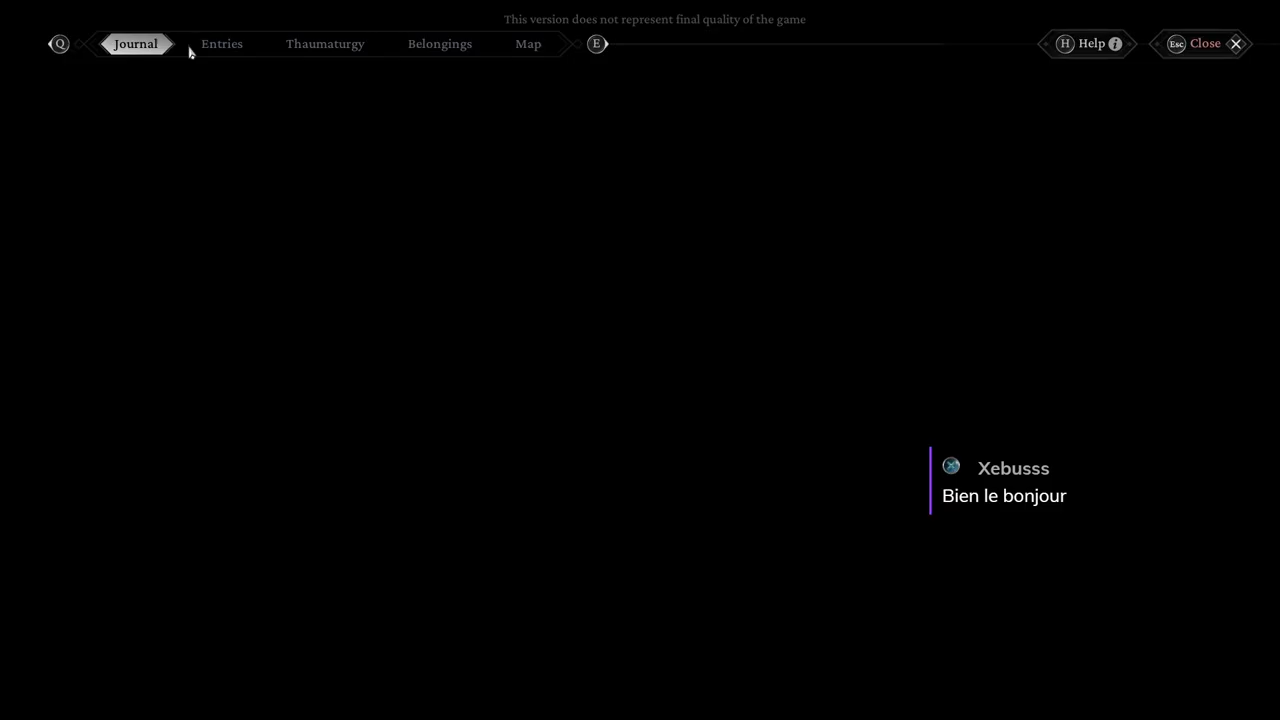 This version does not represent final quality of the game
Q Journal Entries Thaumaturgy Belongings Map E H Help i Esc Close
Xebusss
Bien le bonjour